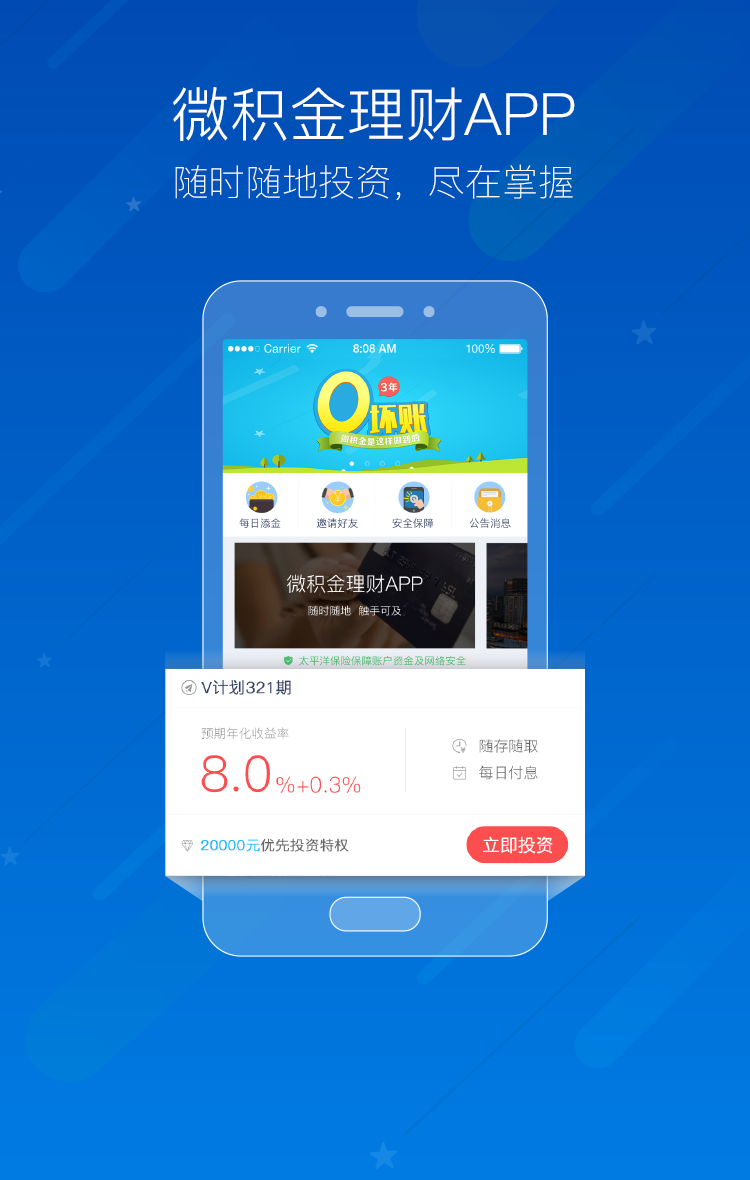 微积金理财APP
随时随地投资，尽在掌握
Carrier 8:08 AM 100%
3年
0坏账
微积金是这样做到的
每日添金 邀请好友 安全保障 公告消息
微积金理财APP
随时随地 触手可及
太平洋保险保障账户资金及网络安全
V计划321期
预期年化收益率
8.0%+0.3%
随存随取
每日付息
20000元优先投资特权
立即投资